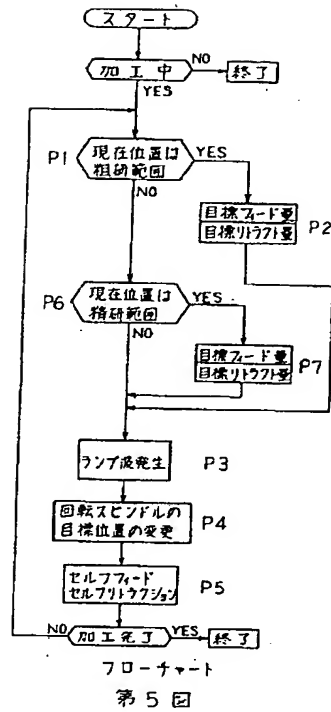 スタート
加工中
NO
終了
YES
P1
現在位置は
粗研範囲
YES
NO
目標フィード量
目標リトラクト量
P2
P6
現在位置は
精研範囲
YES
NO
目標フィード量
目標リトラクト量
P7
ランプ波発生
P3
回転スピンドルの
目標位置の変更
P4
セルフフィード
セルフリトラクション
P5
NO
加工完了
YES
終了
フローチャート
第5図